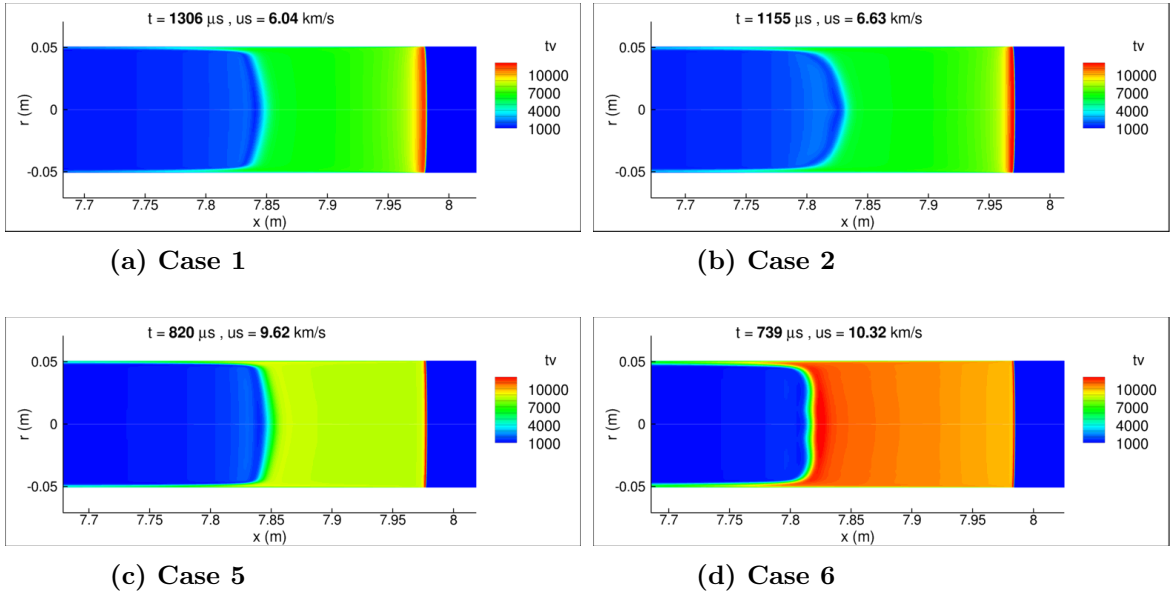 t = 1306 μs , us = 6.04 km/s
tv
10000
7000
4000
1000
0.05
0
-0.05
r (m)
7.7 7.75 7.8 7.85 7.9 7.95 8
x (m)
(a) Case 1
t = 1155 μs , us = 6.63 km/s
tv
10000
7000
4000
1000
0.05
0
-0.05
r (m)
7.7 7.75 7.8 7.85 7.9 7.95 8
x (m)
(b) Case 2
t = 820 μs , us = 9.62 km/s
tv
10000
7000
4000
1000
0.05
0
-0.05
r (m)
7.7 7.75 7.8 7.85 7.9 7.95 8
x (m)
(c) Case 5
t = 739 μs , us = 10.32 km/s
tv
10000
7000
4000
1000
0.05
0
-0.05
r (m)
7.7 7.75 7.8 7.85 7.9 7.95 8
x (m)
(d) Case 6